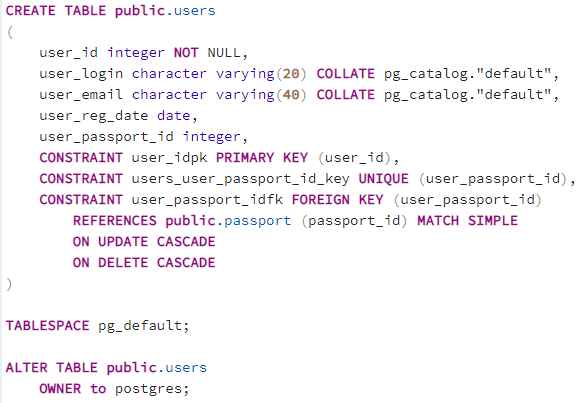 CREATE TABLE public.users
(
    user_id integer NOT NULL,
    user_login character varying(20) COLLATE pg_catalog."default",
    user_email character varying(40) COLLATE pg_catalog."default",
    user_reg_date date,
    user_passport_id integer,
    CONSTRAINT user_idpk PRIMARY KEY (user_id),
    CONSTRAINT users_user_passport_id_key UNIQUE (user_passport_id),
    CONSTRAINT user_passport_idfk FOREIGN KEY (user_passport_id)
        REFERENCES public.passport (passport_id) MATCH SIMPLE
        ON UPDATE CASCADE
        ON DELETE CASCADE
)
TABLESPACE pg_default;
ALTER TABLE public.users
    OWNER to postgres;